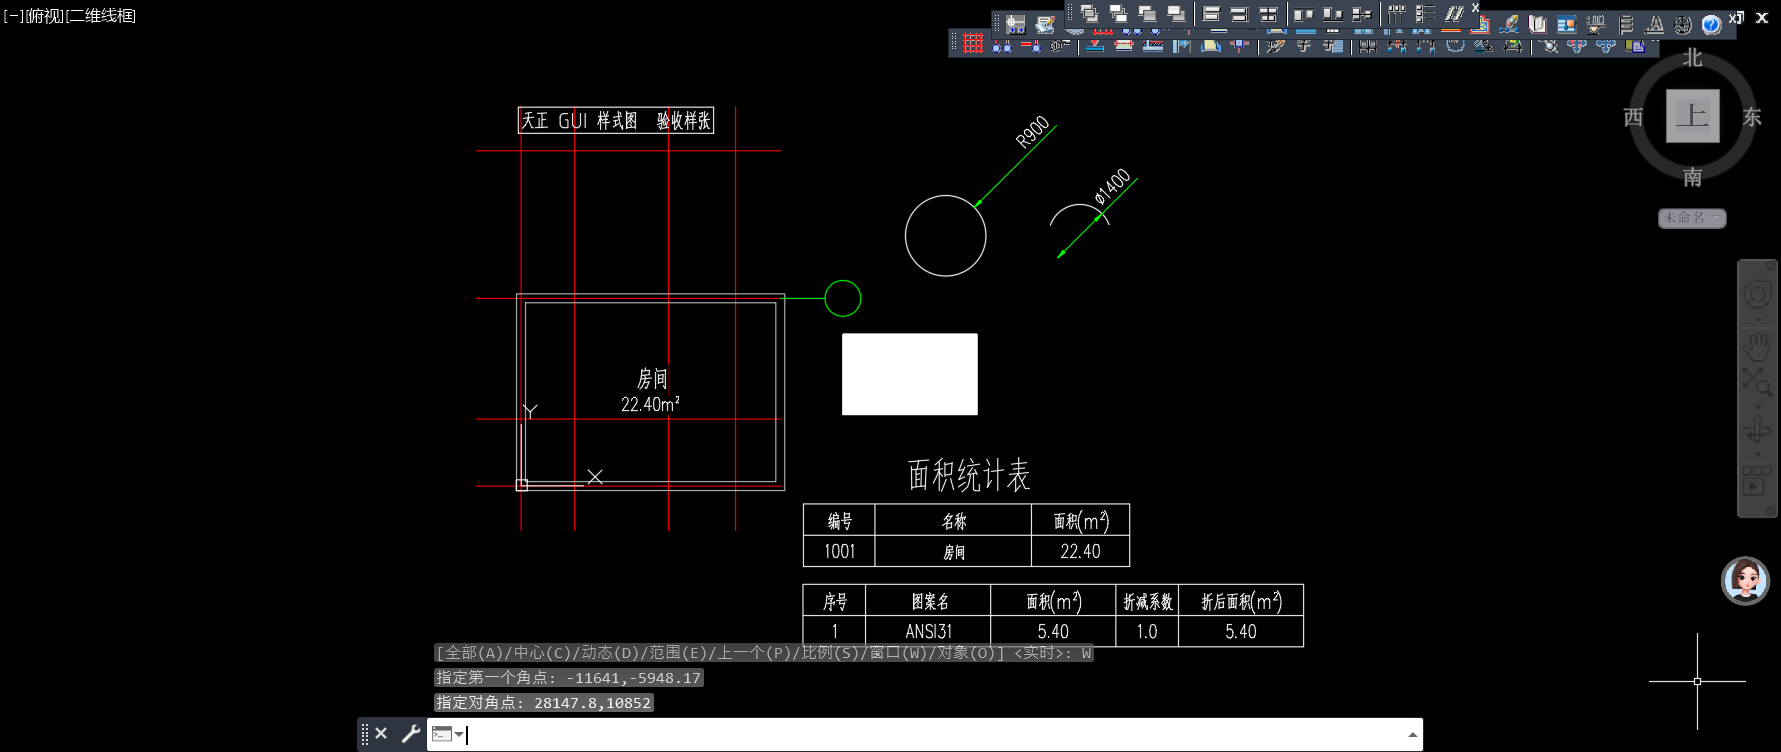 [-][俯视][二维线框]
北
西
上
东
南
未命名
天正 GUI 样式图 验收样张
R900
ø1400
房间
22.40m²
Y
X
面积统计表
编号 名称 面积(m²)
1001 房间 22.40
序号 图案名 面积(m²) 折减系数 折后面积(m²)
1 ANSI31 5.40 1.0 5.40
[全部(A)/中心(C)/动态(D)/范围(E)/上一个(P)/比例(S)/窗口(W)/对象(O)] <实时>: W
指定第一个角点: -11641,-5948.17
指定对角点: 28147.8,10852